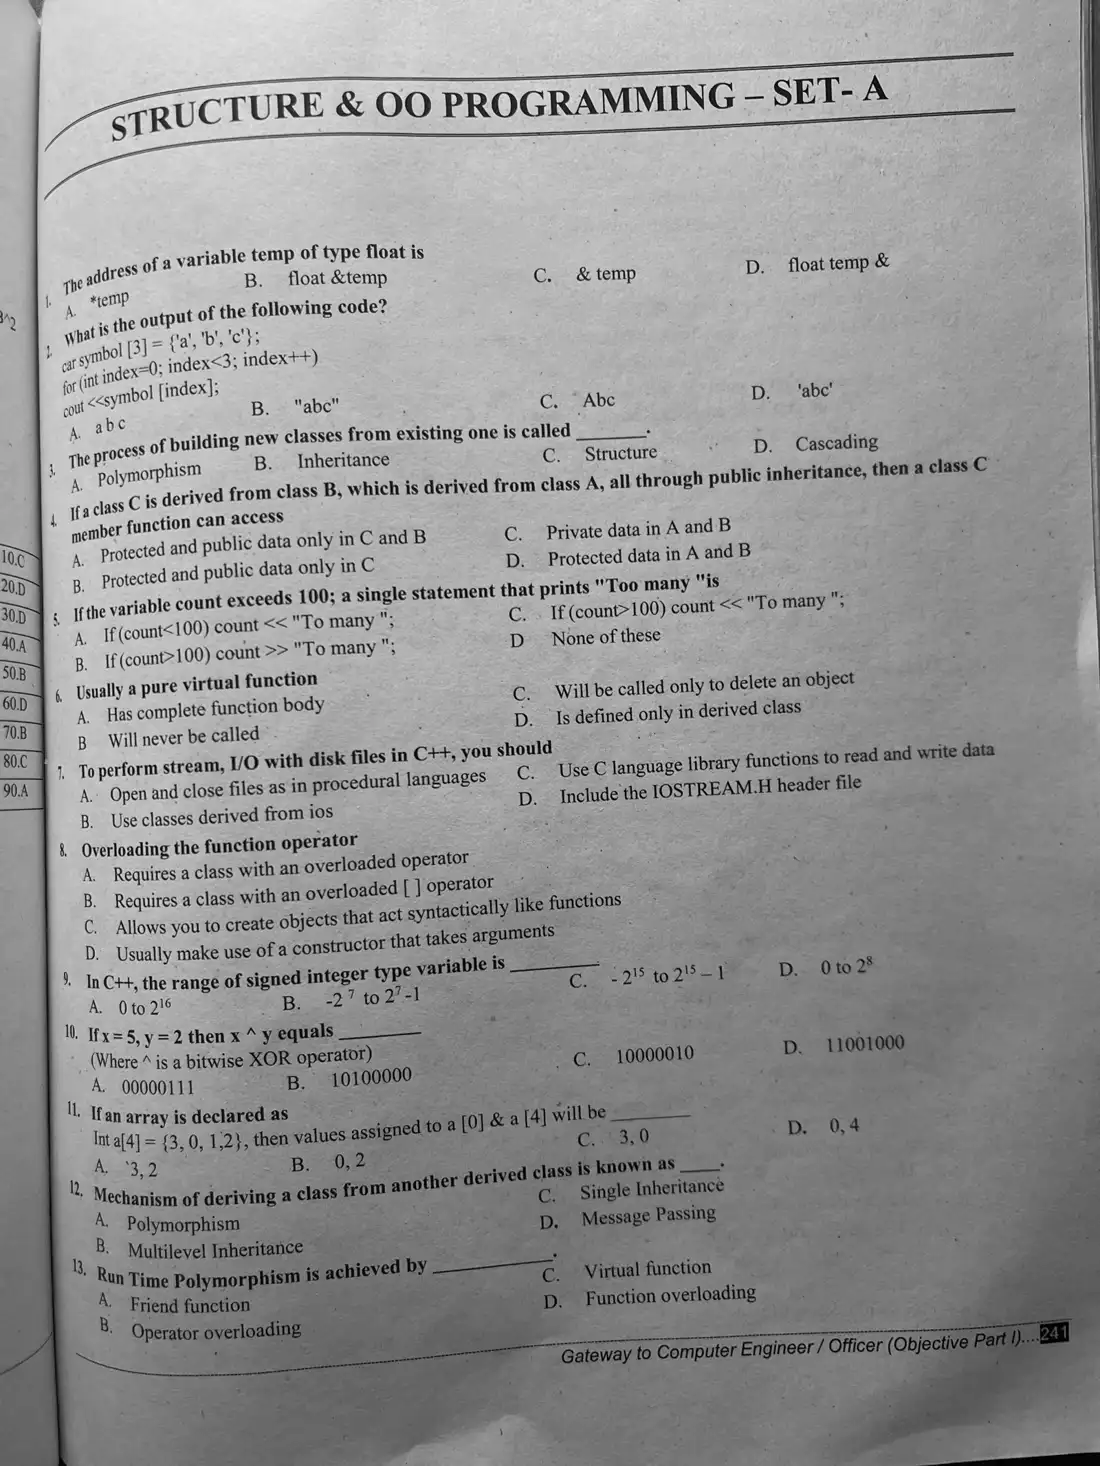 STRUCTURE & OO PROGRAMMING – SET- A
1. The address of a variable temp of type float is
A. *temp B. float &temp C. & temp D. float temp &
2. What is the output of the following code?
car symbol [3] = {'a', 'b', 'c'};
for (int index=0; index<3; index++)
cout <<symbol [index];
A. a b c B. "abc" C. Abc D. 'abc'
3. The process of building new classes from existing one is called _______.
A. Polymorphism B. Inheritance C. Structure D. Cascading
4. If a class C is derived from class B, which is derived from class A, all through public inheritance, then a class C
member function can access
A. Protected and public data only in C and B C. Private data in A and B
B. Protected and public data only in C D. Protected data in A and B
5. If the variable count exceeds 100; a single statement that prints "Too many "is
A. If (count<100) count << "To many "; C. If (count>100) count << "To many ";
B. If (count>100) count >> "To many "; D None of these
6. Usually a pure virtual function
A. Has complete function body C. Will be called only to delete an object
B Will never be called D. Is defined only in derived class
7. To perform stream, I/O with disk files in C++, you should
A. Open and close files as in procedural languages C. Use C language library functions to read and write data
B. Use classes derived from ios D. Include the IOSTREAM.H header file
8. Overloading the function operator
A. Requires a class with an overloaded operator
B. Requires a class with an overloaded [ ] operator
C. Allows you to create objects that act syntactically like functions
D. Usually make use of a constructor that takes arguments
9. In C++, the range of signed integer type variable is ________
A. 0 to 2¹⁶ B. -2⁷ to 2⁷-1 C. - 2¹⁵ to 2¹⁵ – 1 D. 0 to 2⁸
10. If x = 5, y = 2 then x ^ y equals ________
(Where ^ is a bitwise XOR operator)
A. 00000111 B. 10100000 C. 10000010 D. 11001000
11. If an array is declared as
Int a[4] = {3, 0, 1,2}, then values assigned to a [0] & a [4] will be ________
A. `3, 2 B. 0, 2 C. 3, 0 D. 0, 4
12. Mechanism of deriving a class from another derived class is known as ____.
A. Polymorphism C. Single Inheritance
B. Multilevel Inheritance D. Message Passing
13. Run Time Polymorphism is achieved by ____________.
A. Friend function C. Virtual function
B. Operator overloading D. Function overloading
Gateway to Computer Engineer / Officer (Objective Part I)....241
10.C
20.D
30.D
40.A
50.B
60.D
70.B
80.C
90.A